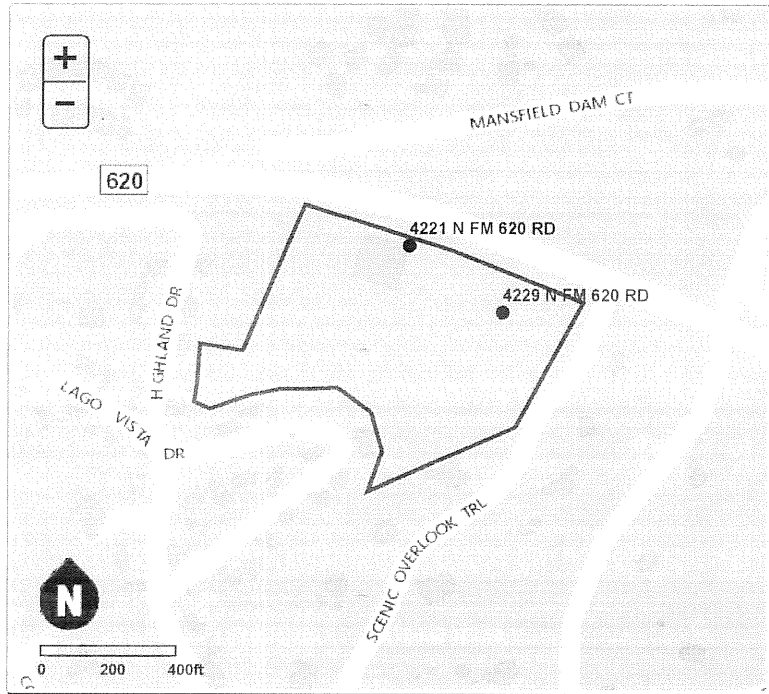 +
−
MANSFIELD DAM CT
620
4221 N FM 620 RD
4229 N FM 620 RD
H GHLAND DR
LAGO VISTA DR
SCENIC OVERLOOK TRL
N
0 200 400ft